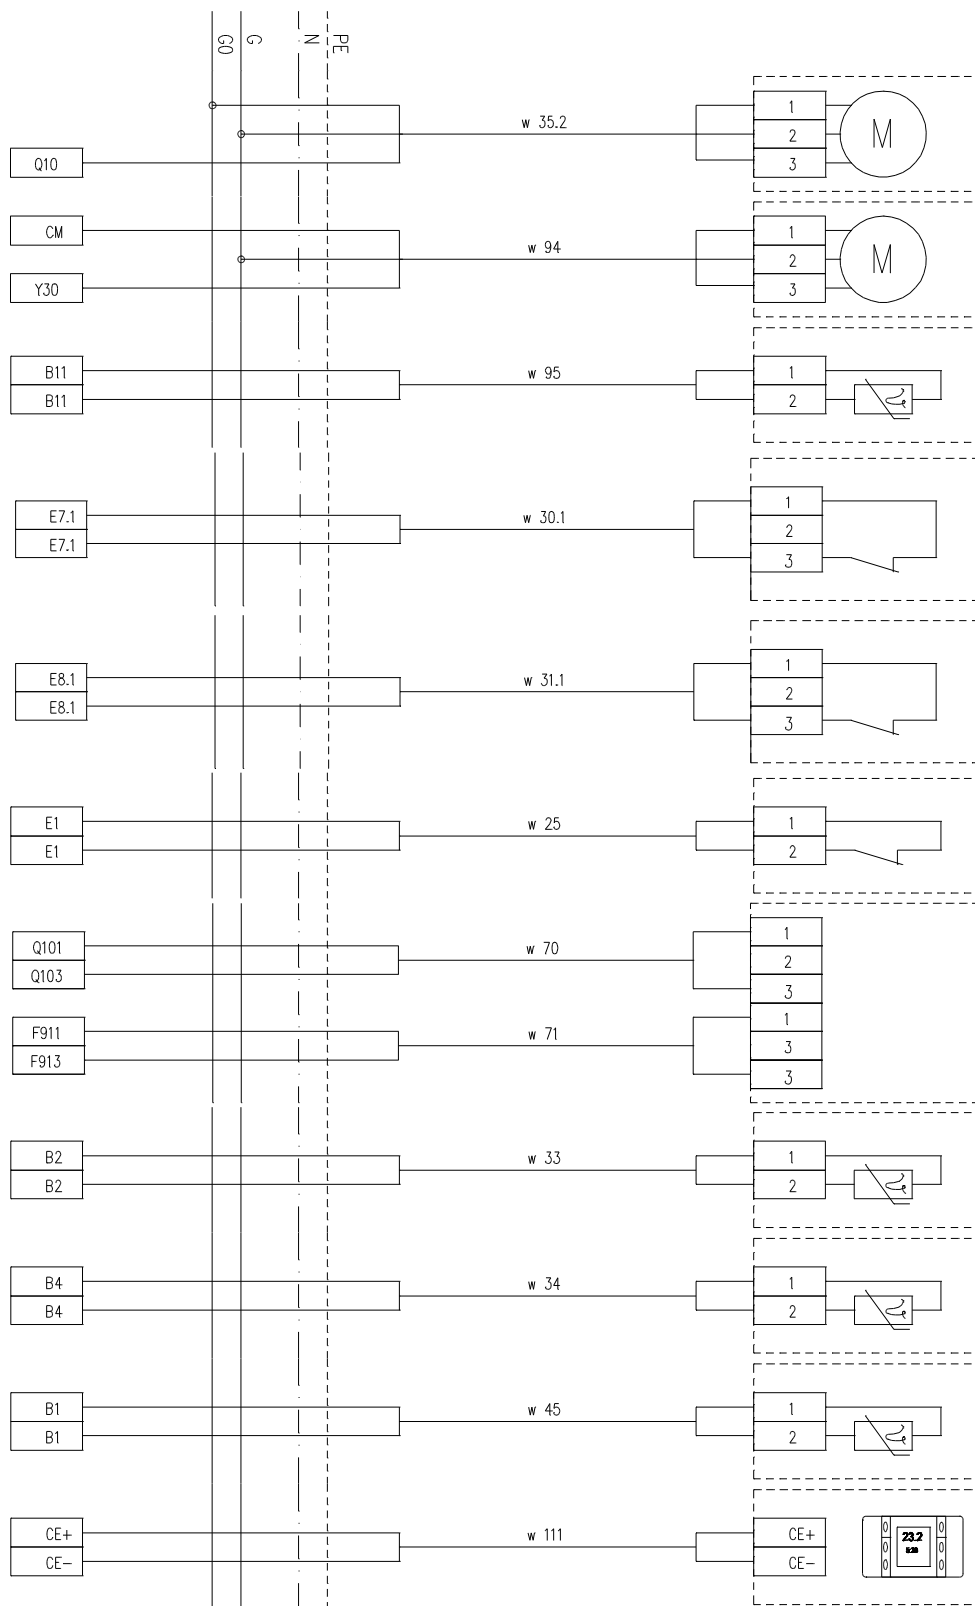 G0 G N PE
w 35.2
1
M
2
Q10
3
CM
w 94
1
M
2
Y30
3
B11
w 95
1
B11
2
E7.1
w 30.1
1
E7.1
2
3
E8.1
w 31.1
1
E8.1
2
3
E1
w 25
1
E1
2
Q101
w 70
1
Q103
2
3
F911
w 71
1
F913
3
3
B2
w 33
1
B2
2
B4
w 34
1
B4
2
B1
w 45
1
B1
2
CE+
w 111
CE+
23.2
CE-
CE-